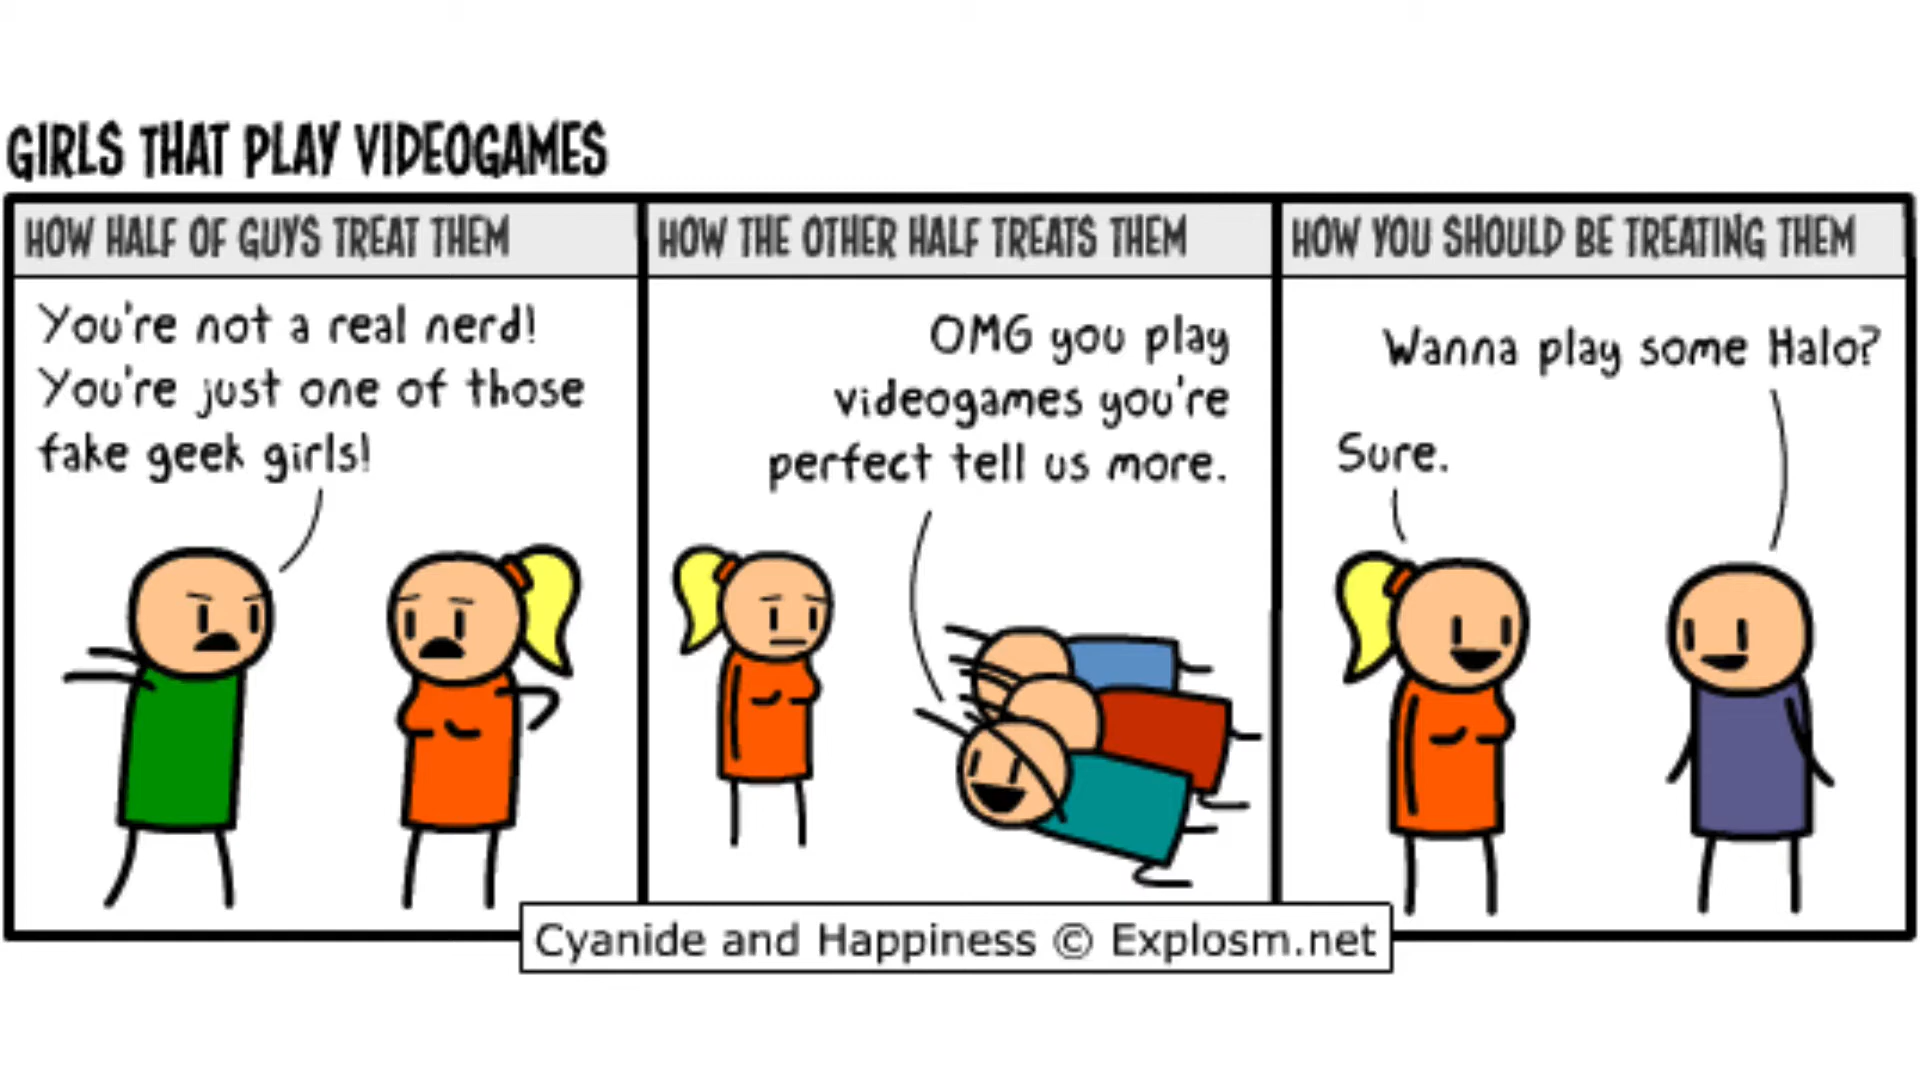 GIRLS THAT PLAY VIDEOGAMES
HOW HALF OF GUYS TREAT THEM
You're not a real nerd!
You're just one of those
fake geek girls!
HOW THE OTHER HALF TREATS THEM
OMG you play
videogames you're
perfect tell us more.
HOW YOU SHOULD BE TREATING THEM
Wanna play some Halo?
Sure.
Cyanide and Happiness © Explosm.net